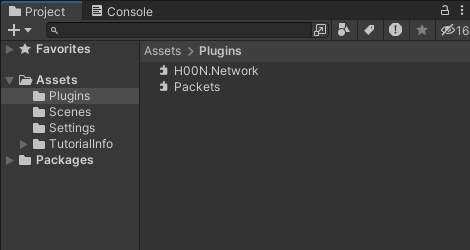 Project Console
16
Favorites
Assets > Plugins
H00N.Network
Assets
Packets
Plugins
Scenes
Settings
TutorialInfo
Packages